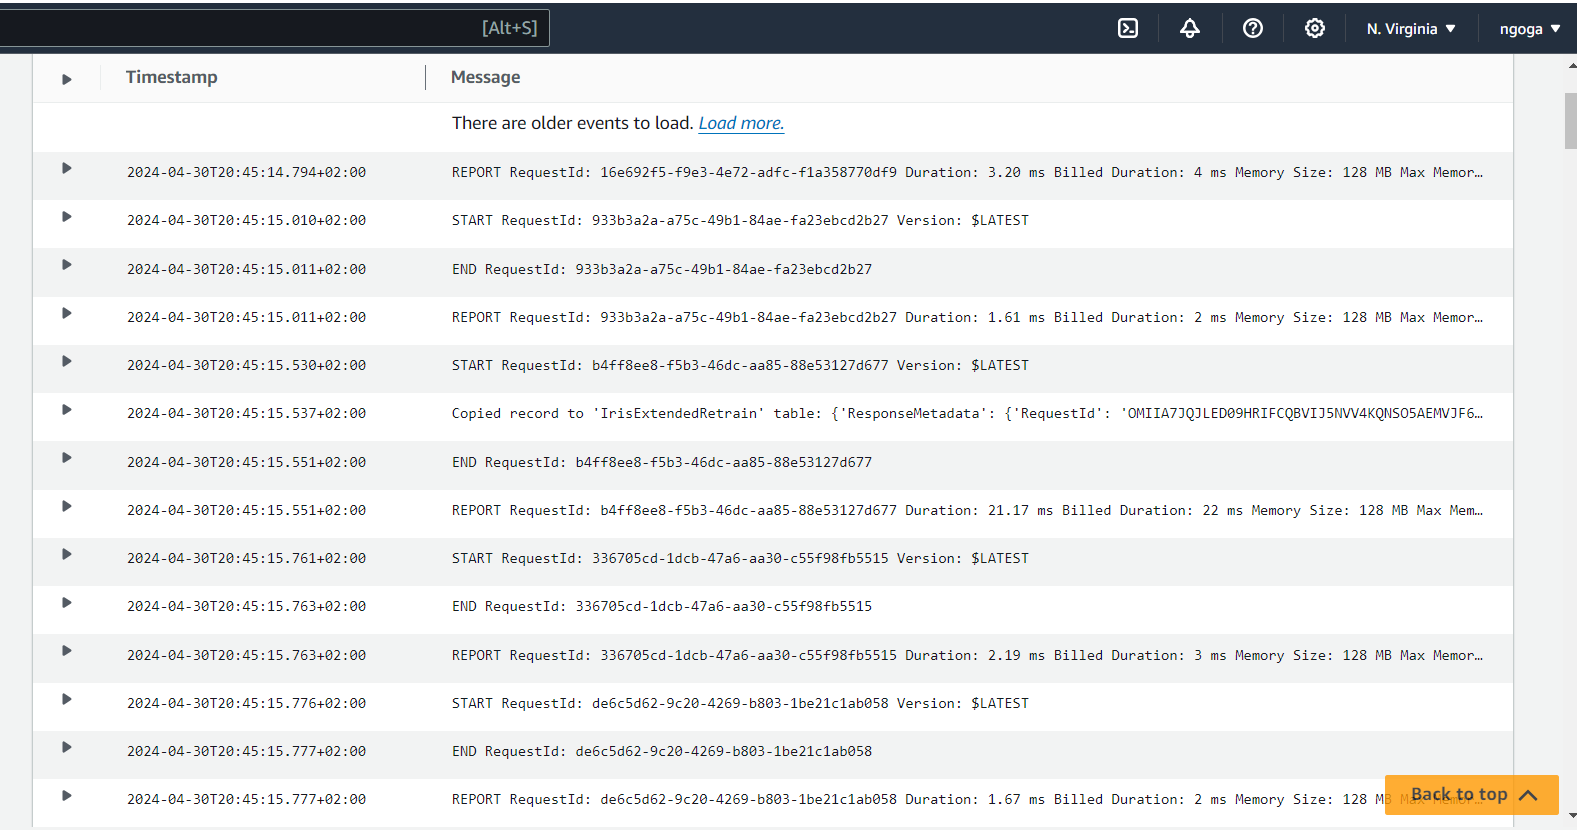 [Alt+S] N. Virginia ngoga
Timestamp Message
There are older events to load. Load more.
2024-04-30T20:45:14.794+02:00 REPORT RequestId: 16e692f5-f9e3-4e72-adfc-f1a358770df9 Duration: 3.20 ms Billed Duration: 4 ms Memory Size: 128 MB Max Memor…
2024-04-30T20:45:15.010+02:00 START RequestId: 933b3a2a-a75c-49b1-84ae-fa23ebcd2b27 Version: $LATEST
2024-04-30T20:45:15.011+02:00 END RequestId: 933b3a2a-a75c-49b1-84ae-fa23ebcd2b27
2024-04-30T20:45:15.011+02:00 REPORT RequestId: 933b3a2a-a75c-49b1-84ae-fa23ebcd2b27 Duration: 1.61 ms Billed Duration: 2 ms Memory Size: 128 MB Max Memor…
2024-04-30T20:45:15.530+02:00 START RequestId: b4ff8ee8-f5b3-46dc-aa85-88e53127d677 Version: $LATEST
2024-04-30T20:45:15.537+02:00 Copied record to 'IrisExtendedRetrain' table: {'ResponseMetadata': {'RequestId': 'OMIIA7JQJLED09HRIFCQBVIJ5NVV4KQNSO5AEMVJF6…
2024-04-30T20:45:15.551+02:00 END RequestId: b4ff8ee8-f5b3-46dc-aa85-88e53127d677
2024-04-30T20:45:15.551+02:00 REPORT RequestId: b4ff8ee8-f5b3-46dc-aa85-88e53127d677 Duration: 21.17 ms Billed Duration: 22 ms Memory Size: 128 MB Max Mem…
2024-04-30T20:45:15.761+02:00 START RequestId: 336705cd-1dcb-47a6-aa30-c55f98fb5515 Version: $LATEST
2024-04-30T20:45:15.763+02:00 END RequestId: 336705cd-1dcb-47a6-aa30-c55f98fb5515
2024-04-30T20:45:15.763+02:00 REPORT RequestId: 336705cd-1dcb-47a6-aa30-c55f98fb5515 Duration: 2.19 ms Billed Duration: 3 ms Memory Size: 128 MB Max Memor…
2024-04-30T20:45:15.776+02:00 START RequestId: de6c5d62-9c20-4269-b803-1be21c1ab058 Version: $LATEST
2024-04-30T20:45:15.777+02:00 END RequestId: de6c5d62-9c20-4269-b803-1be21c1ab058
2024-04-30T20:45:15.777+02:00 REPORT RequestId: de6c5d62-9c20-4269-b803-1be21c1ab058 Duration: 1.67 ms Billed Duration: 2 ms Memory Size: 128 MB
Back to top